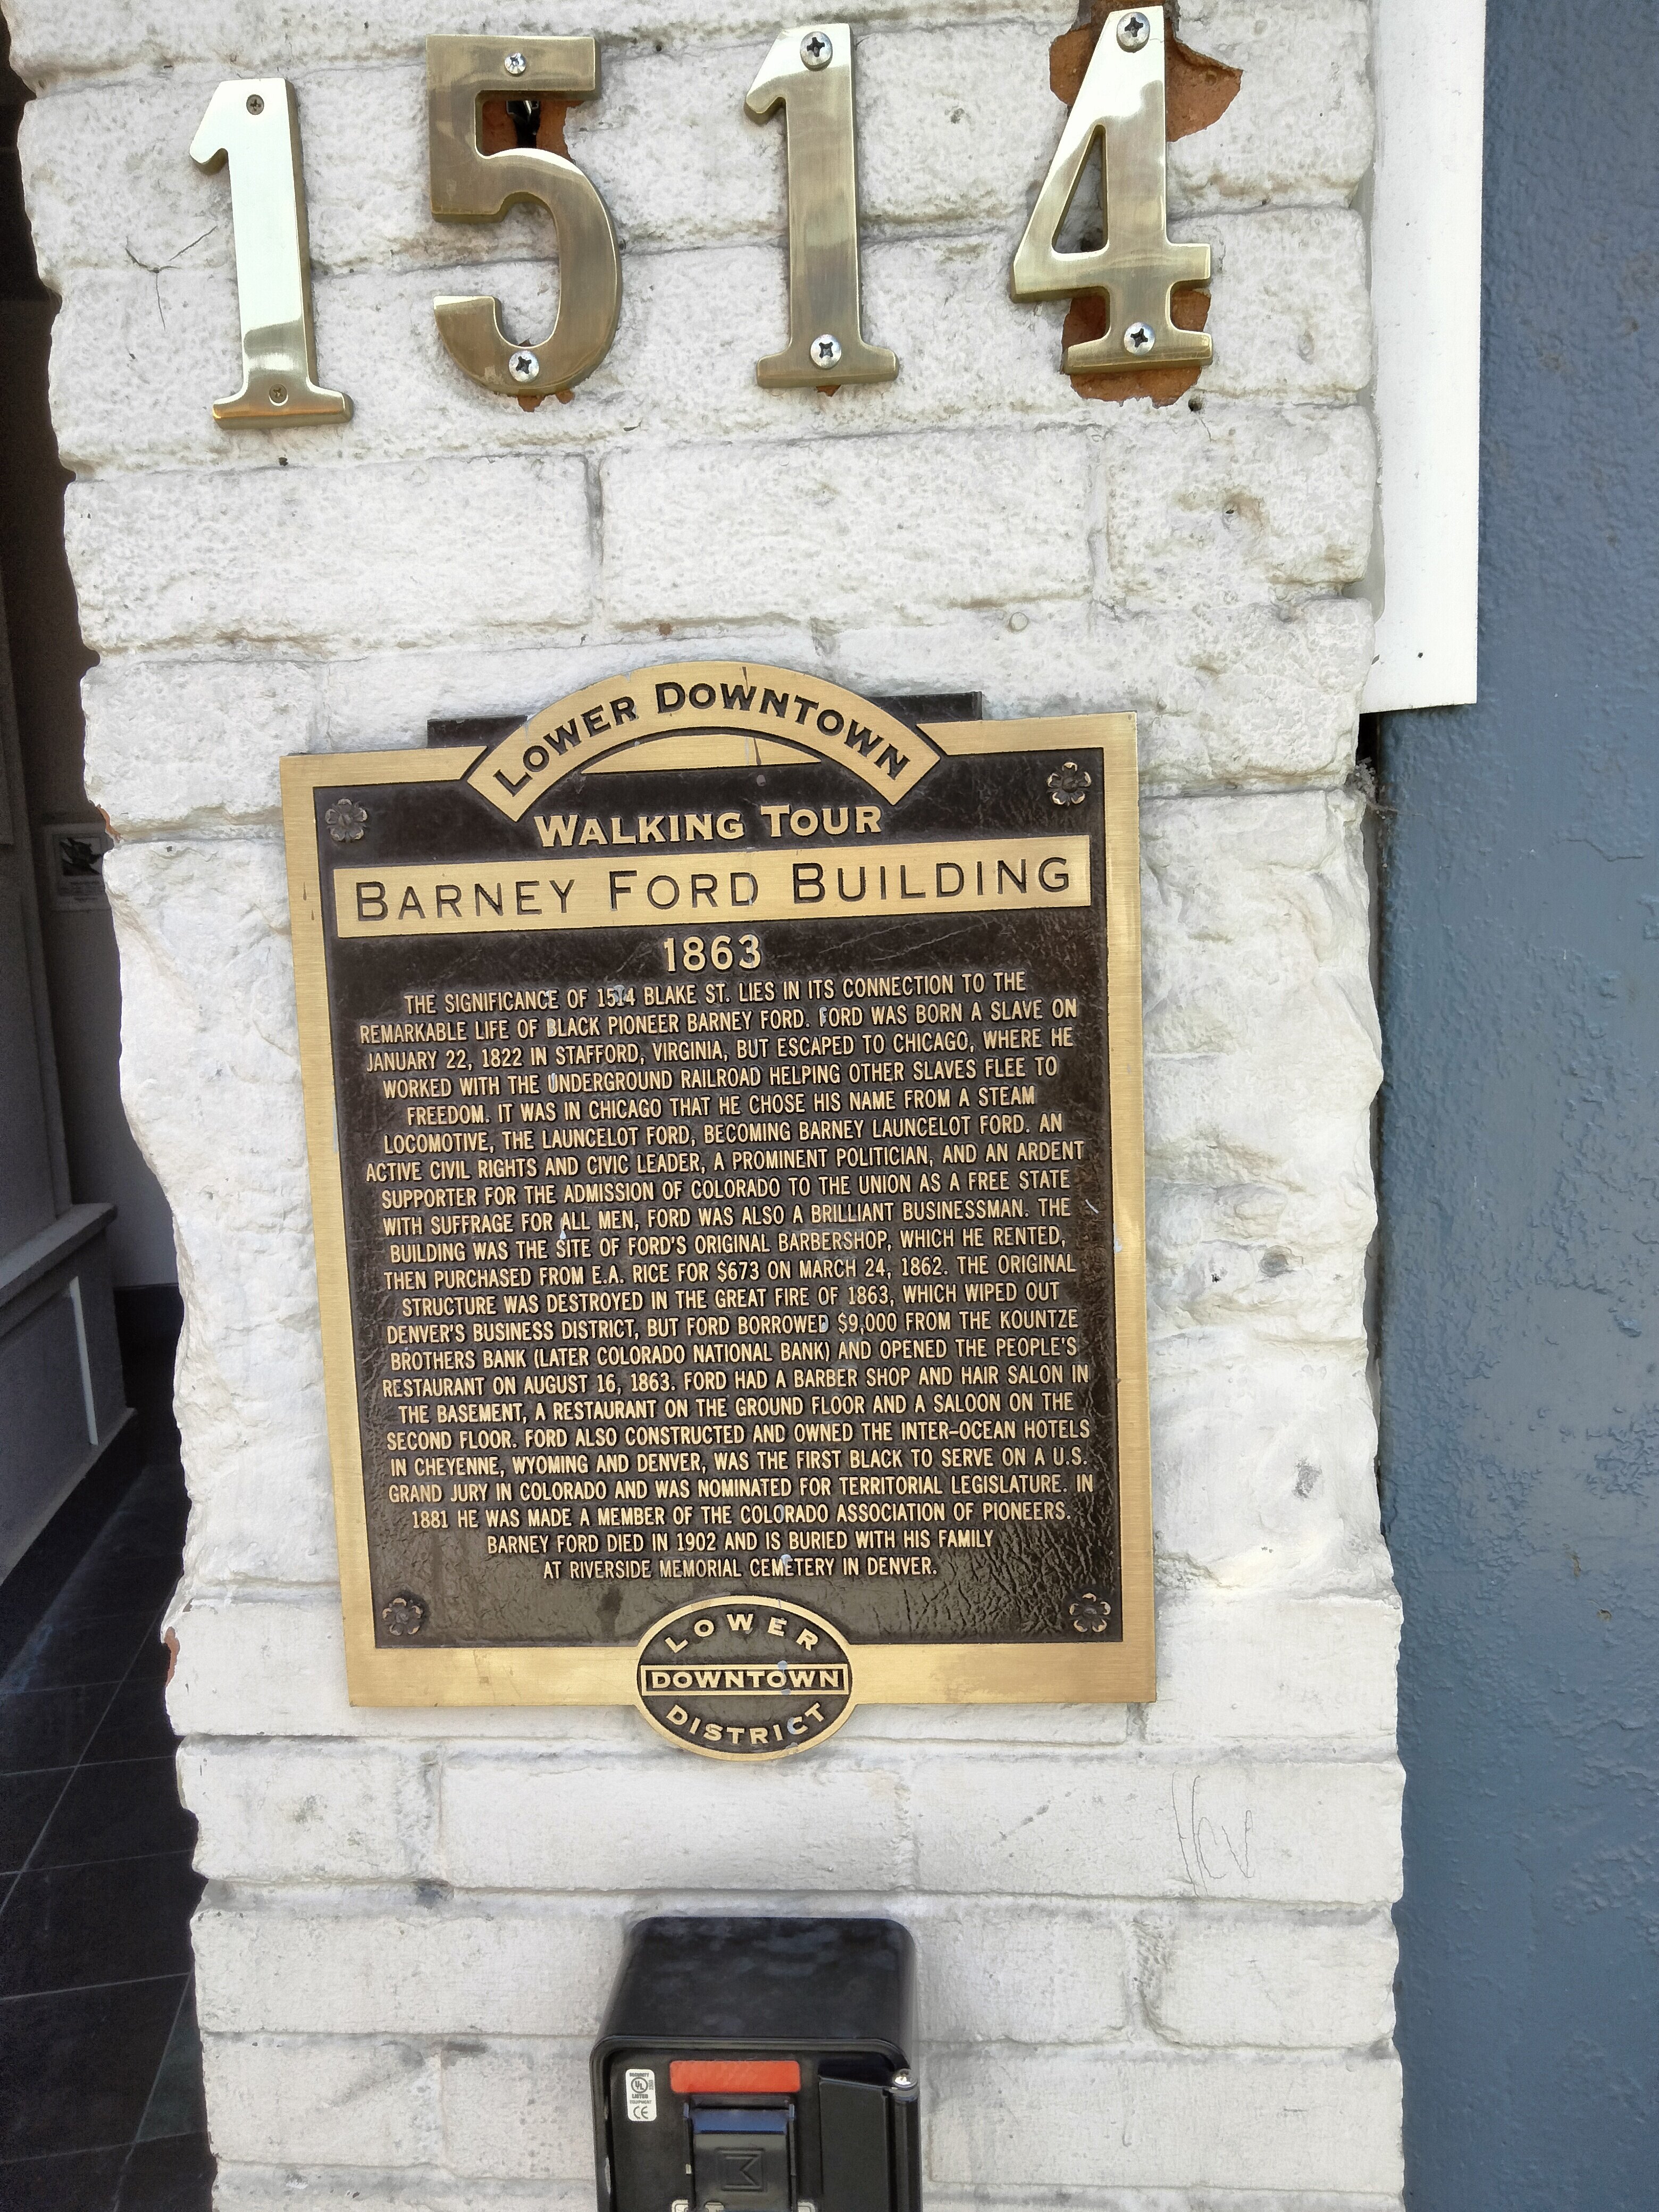 1514
LOWER DOWNTOWN
WALKING TOUR
BARNEY FORD BUILDING
1863
THE SIGNIFICANCE OF 1514 BLAKE ST. LIES IN ITS CONNECTION TO THE
REMARKABLE LIFE OF BLACK PIONEER BARNEY FORD. FORD WAS BORN A SLAVE ON
JANUARY 22, 1822 IN STAFFORD, VIRGINIA, BUT ESCAPED TO CHICAGO, WHERE HE
WORKED WITH THE UNDERGROUND RAILROAD HELPING OTHER SLAVES FLEE TO
FREEDOM. IT WAS IN CHICAGO THAT HE CHOSE HIS NAME FROM A STEAM
LOCOMOTIVE, THE LAUNCELOT FORD, BECOMING BARNEY LAUNCELOT FORD. AN
ACTIVE CIVIL RIGHTS AND CIVIC LEADER, A PROMINENT POLITICIAN, AND AN ARDENT
SUPPORTER FOR THE ADMISSION OF COLORADO TO THE UNION AS A FREE STATE
WITH SUFFRAGE FOR ALL MEN, FORD WAS ALSO A BRILLIANT BUSINESSMAN. THE
BUILDING WAS THE SITE OF FORD'S ORIGINAL BARBERSHOP, WHICH HE RENTED,
THEN PURCHASED FROM E.A. RICE FOR $673 ON MARCH 24, 1862. THE ORIGINAL
STRUCTURE WAS DESTROYED IN THE GREAT FIRE OF 1863, WHICH WIPED OUT
DENVER'S BUSINESS DISTRICT, BUT FORD BORROWED $9,000 FROM THE KOUNTZE
BROTHERS BANK (LATER COLORADO NATIONAL BANK) AND OPENED THE PEOPLE'S
RESTAURANT ON AUGUST 16, 1863. FORD HAD A BARBER SHOP AND HAIR SALON IN
THE BASEMENT, A RESTAURANT ON THE GROUND FLOOR AND A SALOON ON THE
SECOND FLOOR. FORD ALSO CONSTRUCTED AND OWNED THE INTER-OCEAN HOTELS
IN CHEYENNE, WYOMING AND DENVER, WAS THE FIRST BLACK TO SERVE ON A U.S.
GRAND JURY IN COLORADO AND WAS NOMINATED FOR TERRITORIAL LEGISLATURE. IN
1881 HE WAS MADE A MEMBER OF THE COLORADO ASSOCIATION OF PIONEERS.
BARNEY FORD DIED IN 1902 AND IS BURIED WITH HIS FAMILY
AT RIVERSIDE MEMORIAL CEMETERY IN DENVER.
LOWER
DOWNTOWN
DISTRICT
UL
LISTED
CE